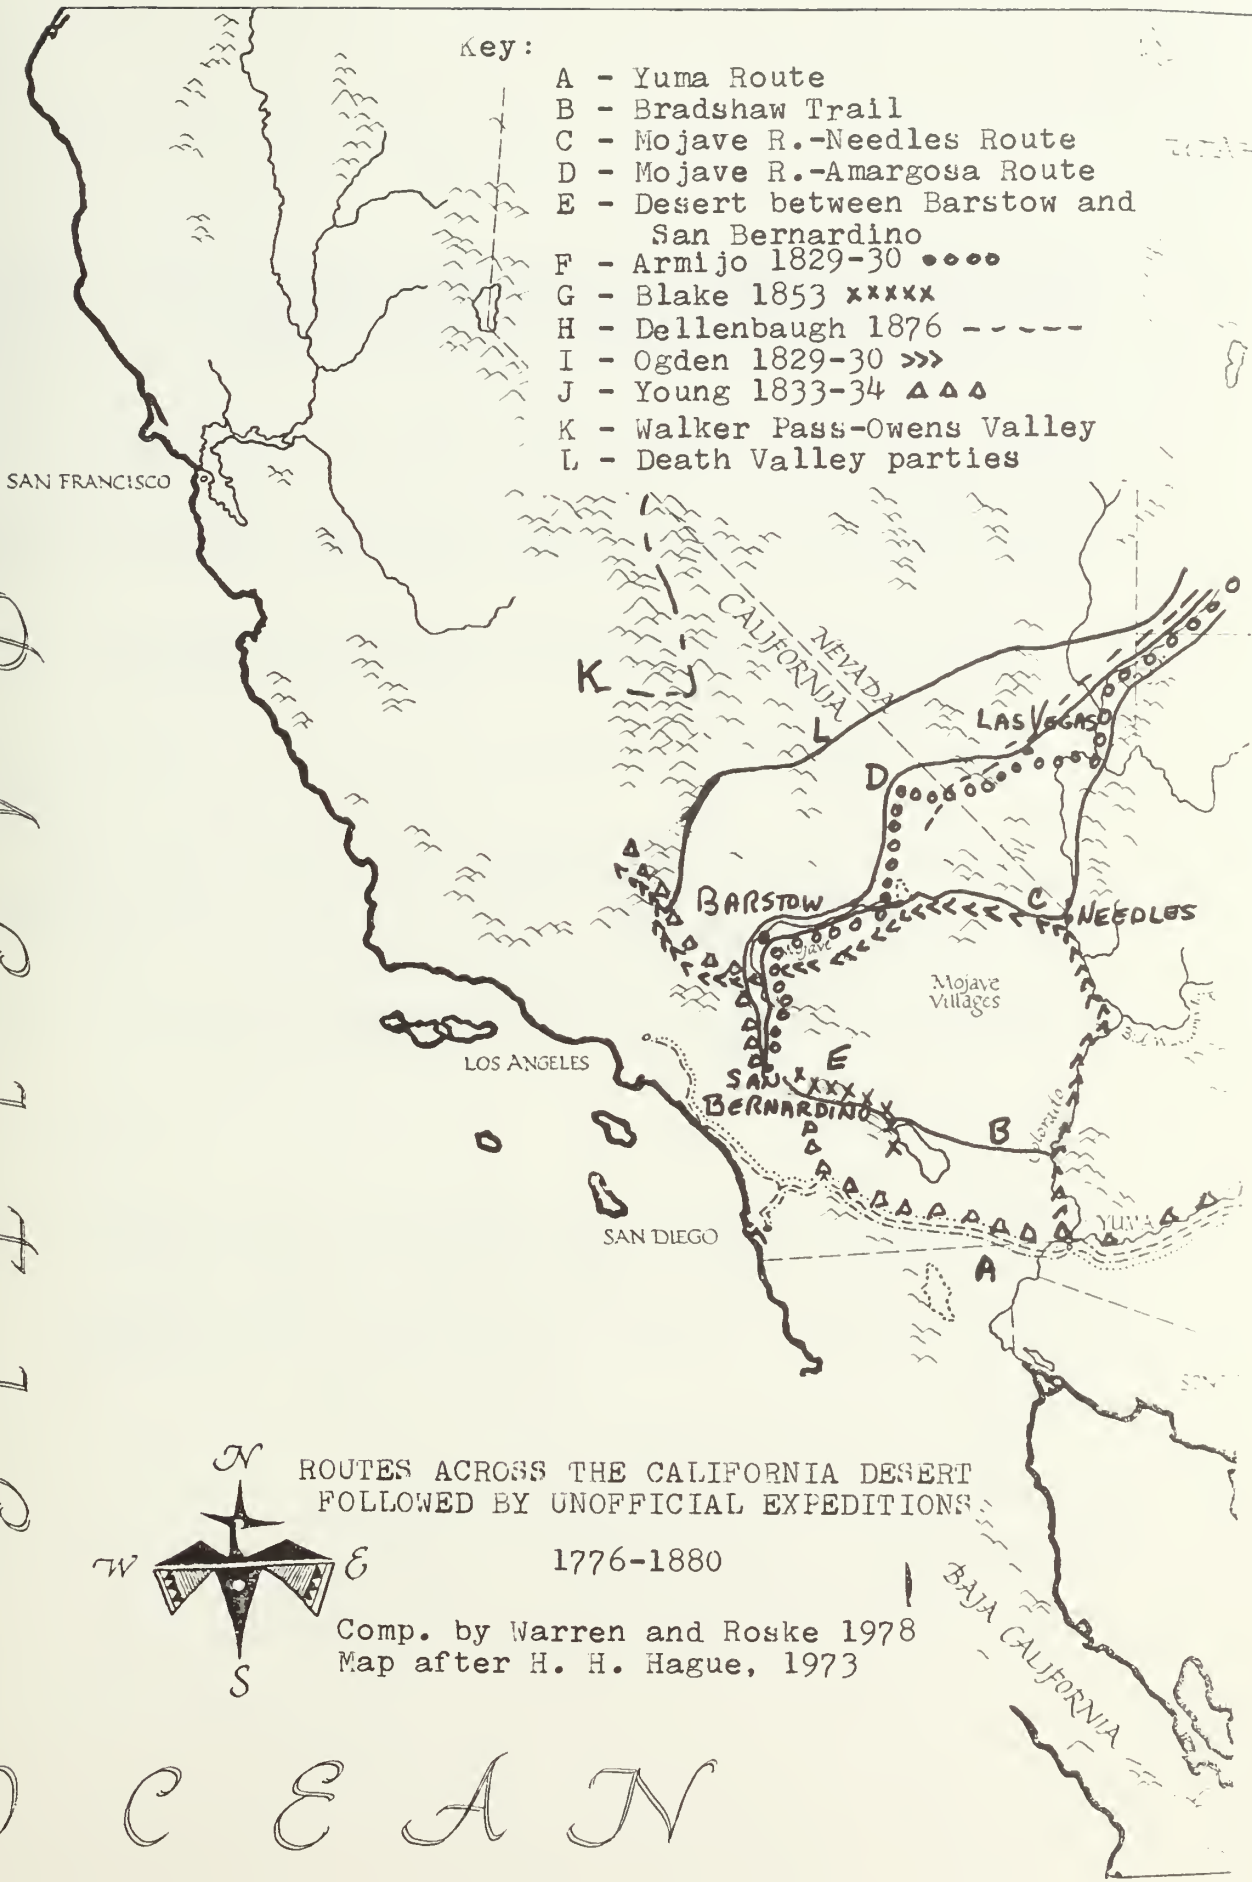 Key:
A - Yuma Route
B - Bradshaw Trail
C - Mojave R.-Needles Route
D - Mojave R.-Amargosa Route
E - Desert between Barstow and
San Bernardino
F - Armijo 1829-30
G - Blake 1853 xxxxx
H - Dellenbaugh 1876 -----
I - Ogden 1829-30 >>>
J - Young 1833-34 Δ Δ Δ
K - Walker Pass-Owens Valley
L - Death Valley parties
SAN FRANCISCO
CALIFORNIA
NEVADA
K
L
LAS VEGAS
D
BARSTOW
C
NEEDLES
Mojave
Mojave
Villages
LOS ANGELES
E
SAN
BERNARDINO
B
SAN DIEGO
YUMA
A
N
W
E
S
ROUTES ACROSS THE CALIFORNIA DESERT
FOLLOWED BY UNOFFICIAL EXPEDITIONS
1776-1880
Comp. by Warren and Roske 1978
Map after H. H. Hague, 1973
BAJA CALIFORNIA
OCEAN